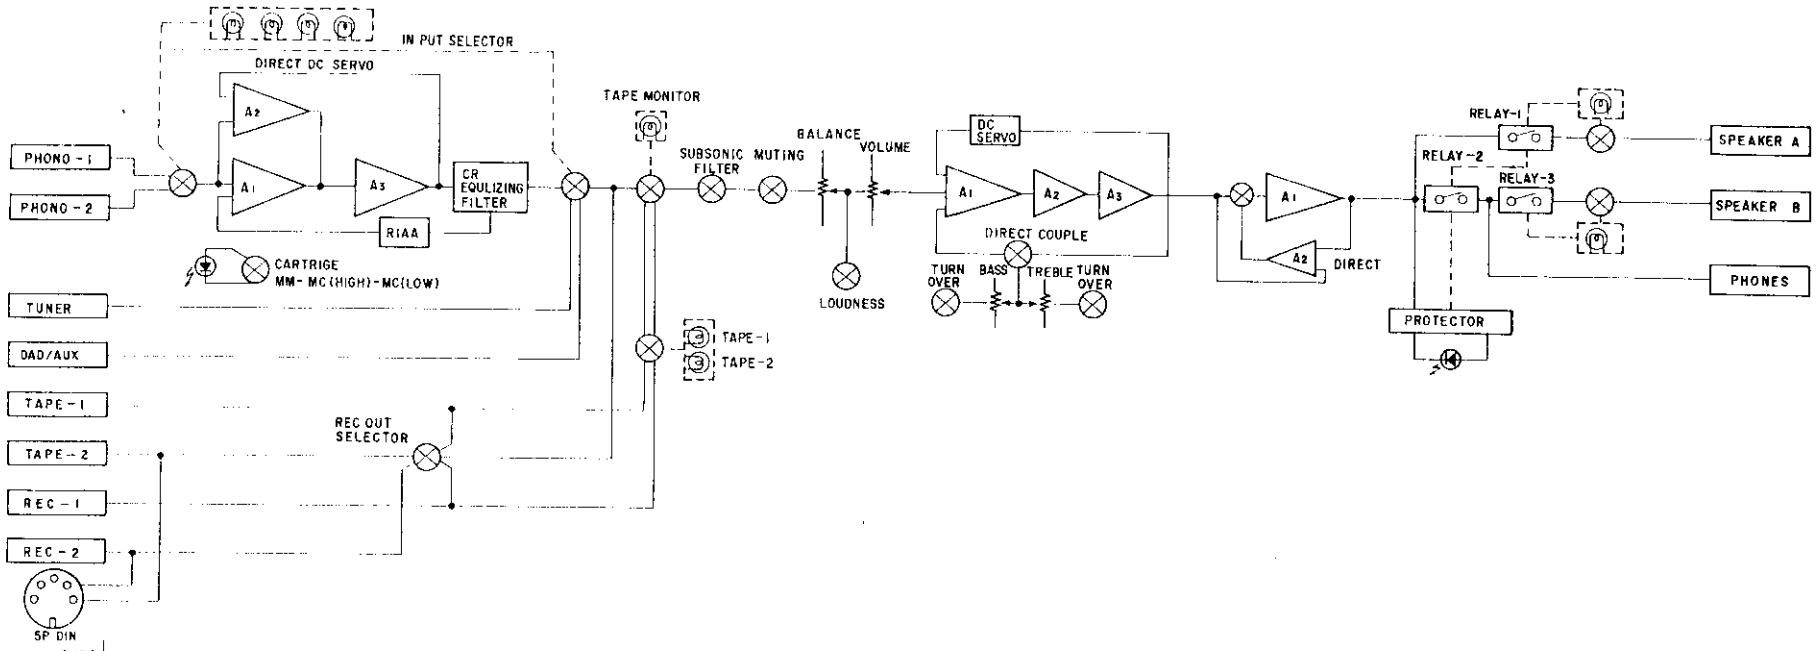 IN PUT SELECTOR
DIRECT DC SERVO
A2
A1
A3
CR
EQULIZING
FILTER
RIAA
CARTRIGE
MM-MC(HIGH)-MC(LOW)
PHONO-1
PHONO-2
TUNER
DAD/AUX
TAPE-1
TAPE-2
REC-1
REC-2
5P DIN
REC OUT
SELECTOR
TAPE MONITOR
TAPE-1
TAPE-2
SUBSONIC
FILTER
MUTING
BALANCE
VOLUME
LOUDNESS
DC
SERVO
A1
A2
A3
DIRECT COUPLE
TURN
OVER
BASS
TREBLE
TURN
OVER
A1
A2
DIRECT
RELAY-1
RELAY-2
RELAY-3
PROTECTOR
SPEAKER A
SPEAKER B
PHONES